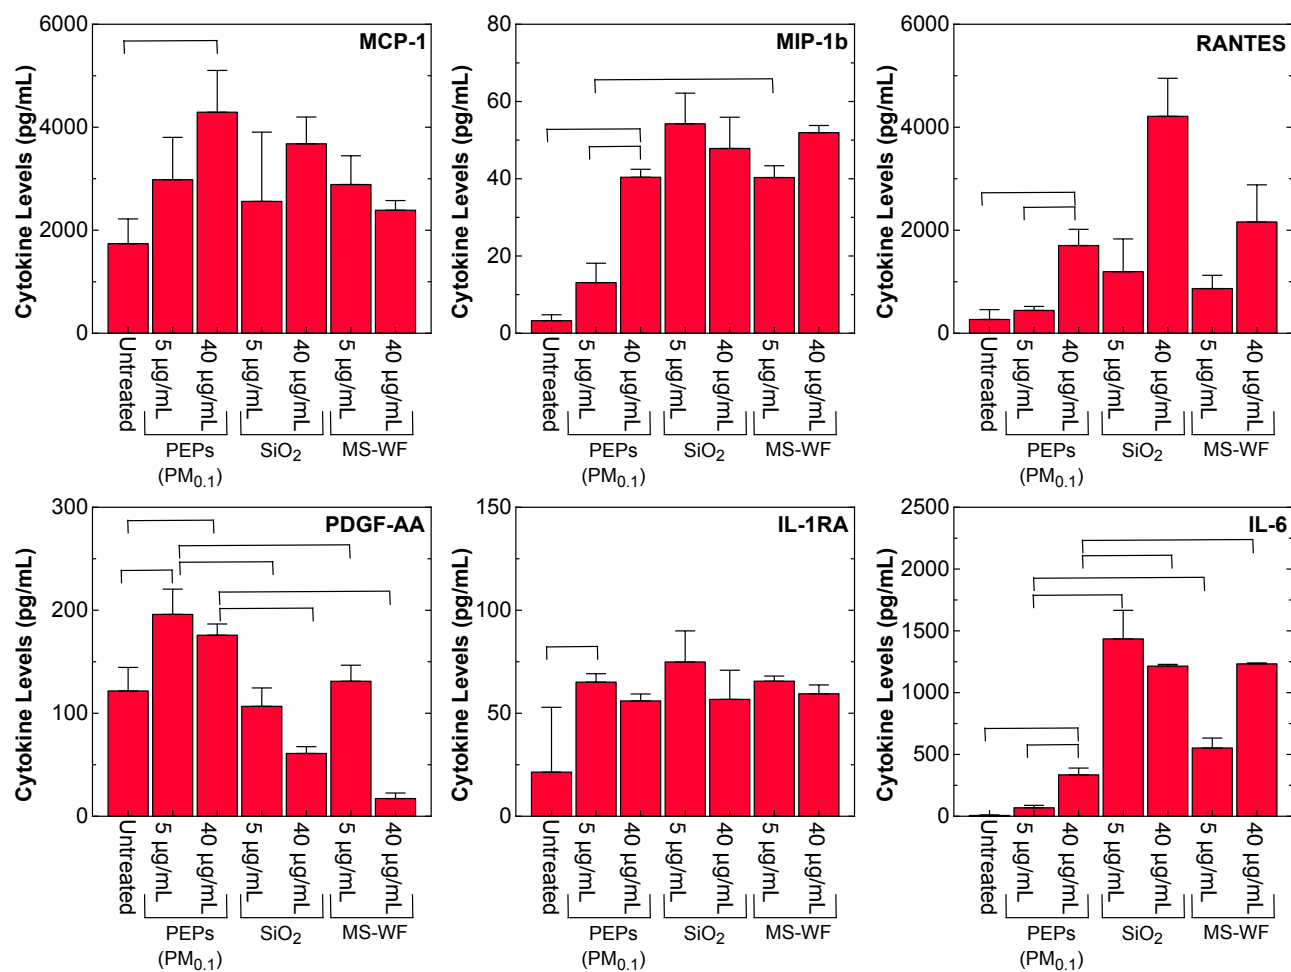 MCP-1
Cytokine Levels (pg/mL)
6000
4000
2000
0
Untreated
5 µg/mL
40 µg/mL
5 µg/mL
40 µg/mL
5 µg/mL
40 µg/mL
PEPs
(PM0.1)
SiO2
MS-WF
MIP-1b
Cytokine Levels (pg/mL)
80
60
40
20
0
Untreated
5 µg/mL
40 µg/mL
5 µg/mL
40 µg/mL
5 µg/mL
40 µg/mL
PEPs
(PM0.1)
SiO2
MS-WF
RANTES
Cytokine Levels (pg/mL)
6000
4000
2000
0
Untreated
5 µg/mL
40 µg/mL
5 µg/mL
40 µg/mL
5 µg/mL
40 µg/mL
PEPs
(PM0.1)
SiO2
MS-WF
PDGF-AA
Cytokine Levels (pg/mL)
300
200
100
0
Untreated
5 µg/mL
40 µg/mL
5 µg/mL
40 µg/mL
5 µg/mL
40 µg/mL
PEPs
(PM0.1)
SiO2
MS-WF
IL-1RA
Cytokine Levels (pg/mL)
150
100
50
0
Untreated
5 µg/mL
40 µg/mL
5 µg/mL
40 µg/mL
5 µg/mL
40 µg/mL
PEPs
(PM0.1)
SiO2
MS-WF
IL-6
Cytokine Levels (pg/mL)
2500
2000
1500
1000
500
0
Untreated
5 µg/mL
40 µg/mL
5 µg/mL
40 µg/mL
5 µg/mL
40 µg/mL
PEPs
(PM0.1)
SiO2
MS-WF